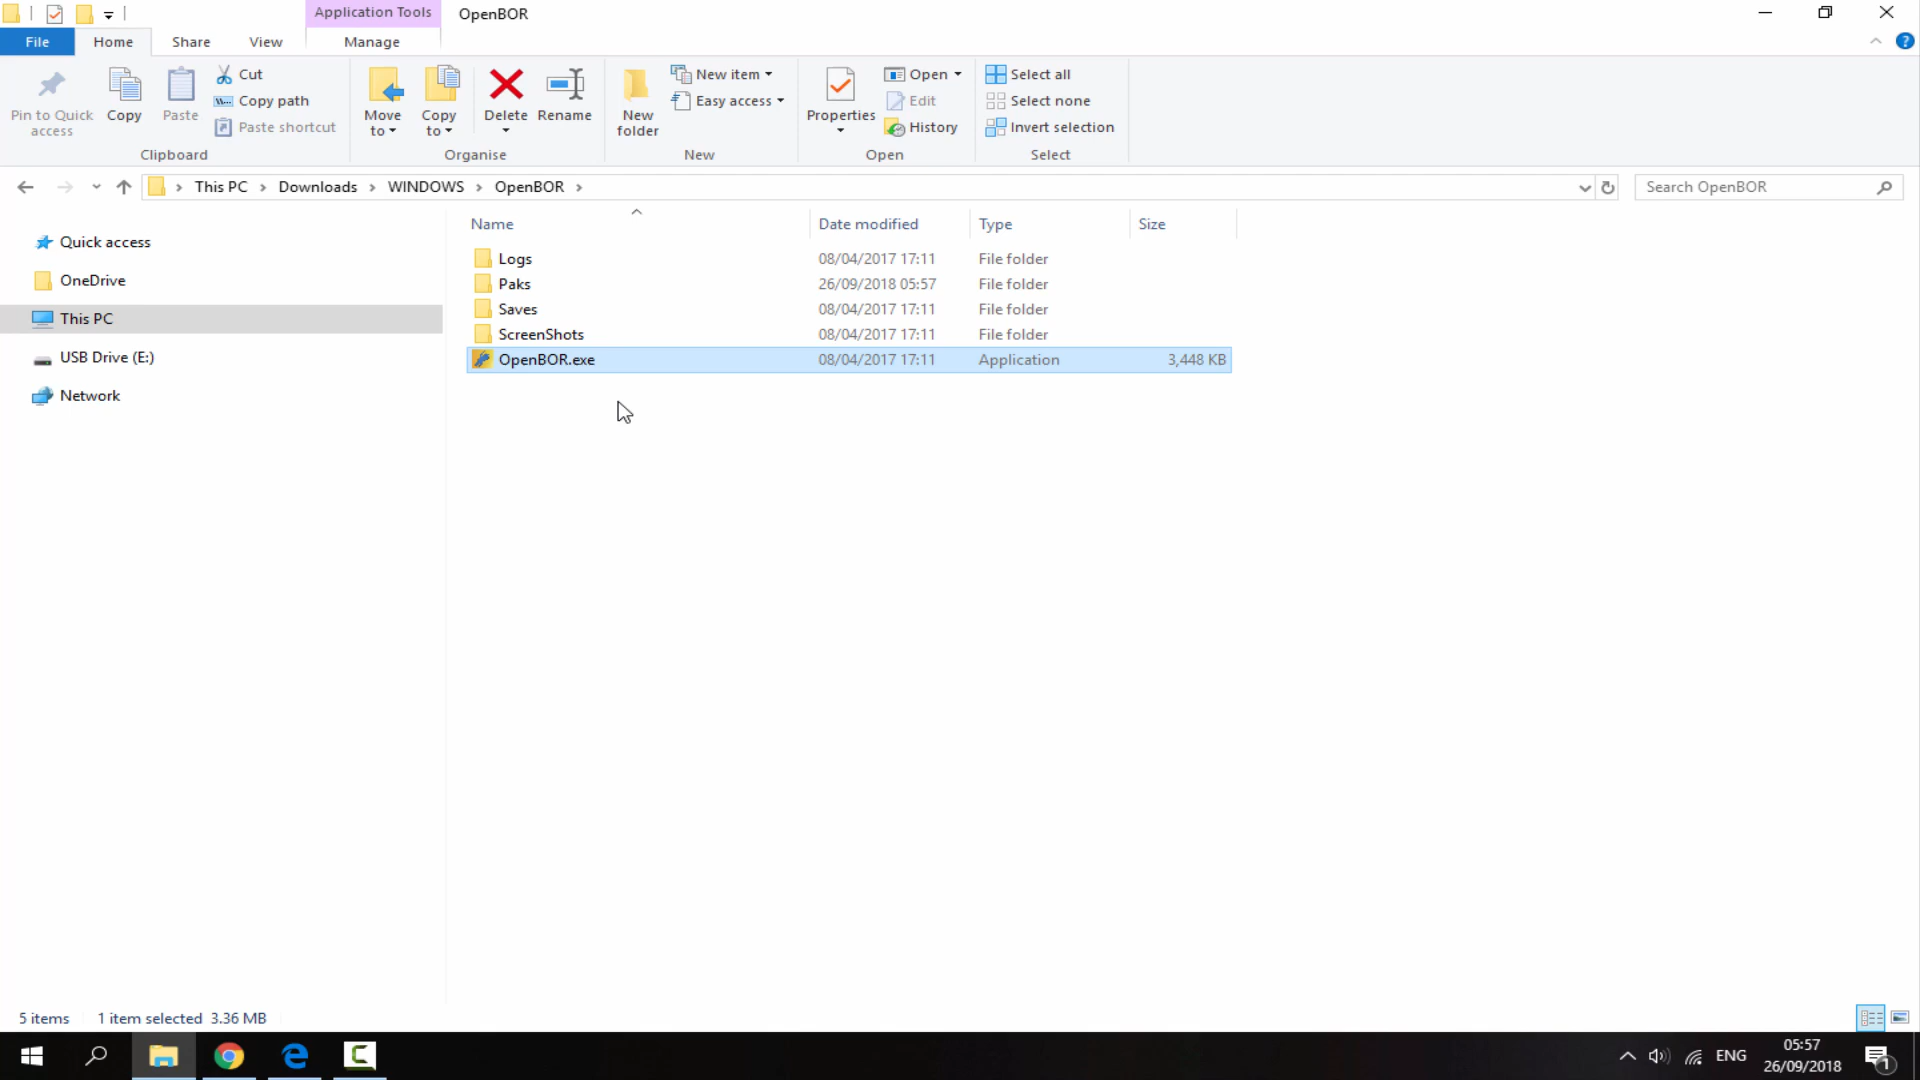 Application Tools
OpenBOR
File
Home
Share
View
Manage
Pin to Quick access
Copy
Paste
Cut
Copy path
Paste shortcut
Clipboard
Move to
Copy to
Delete
Rename
Organise
New folder
New item
Easy access
New
Properties
Open
Edit
History
Open
Select all
Select none
Invert selection
Select
This PC
Downloads
WINDOWS
OpenBOR
Search OpenBOR
Quick access
OneDrive
This PC
USB Drive (E:)
Network
Name Date modified Type Size
Logs 08/04/2017 17:11 File folder
Paks 26/09/2018 05:57 File folder
Saves 08/04/2017 17:11 File folder
ScreenShots 08/04/2017 17:11 File folder
OpenBOR.exe 08/04/2017 17:11 Application 3,448 KB
5 items 1 item selected 3.36 MB
ENG
05:57
26/09/2018
1